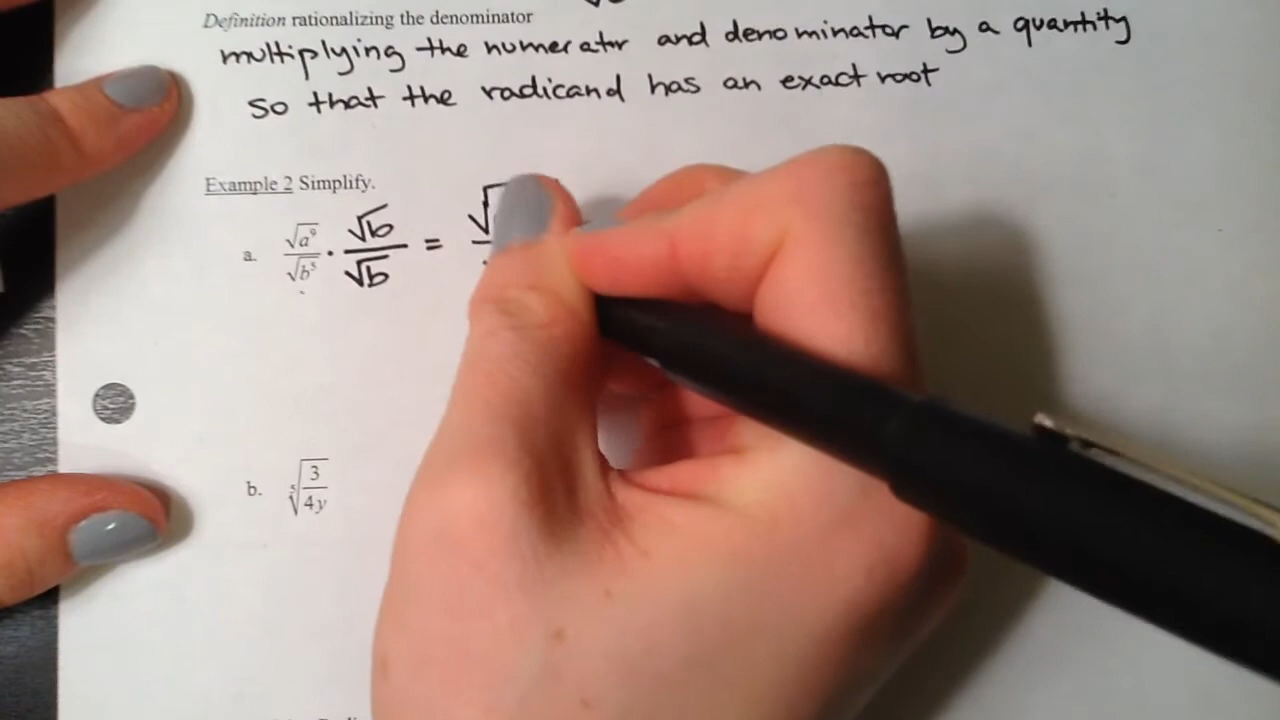 Definition rationalizing the denominator
multiplying the numerator and denominator by a quantity
so that the radicand has an exact root
Example 2 Simplify.
a. √a⁹/√b⁵ · √b/√b = √
b. ⁵√(3/4y)